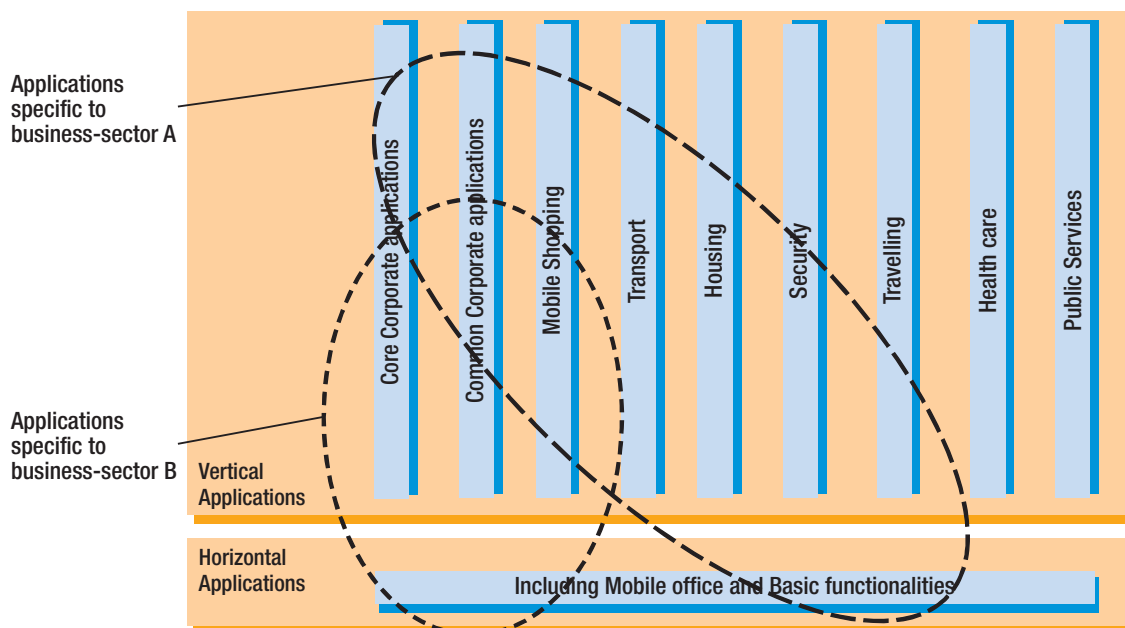 Applications
specific to
business-sector A
Applications
specific to
business-sector B
Core Corporate applications
Common Corporate applications
Mobile Shopping
Transport
Housing
Security
Travelling
Health care
Public Services
Vertical
Applications
Horizontal
Applications
Including Mobile office and Basic functionalities